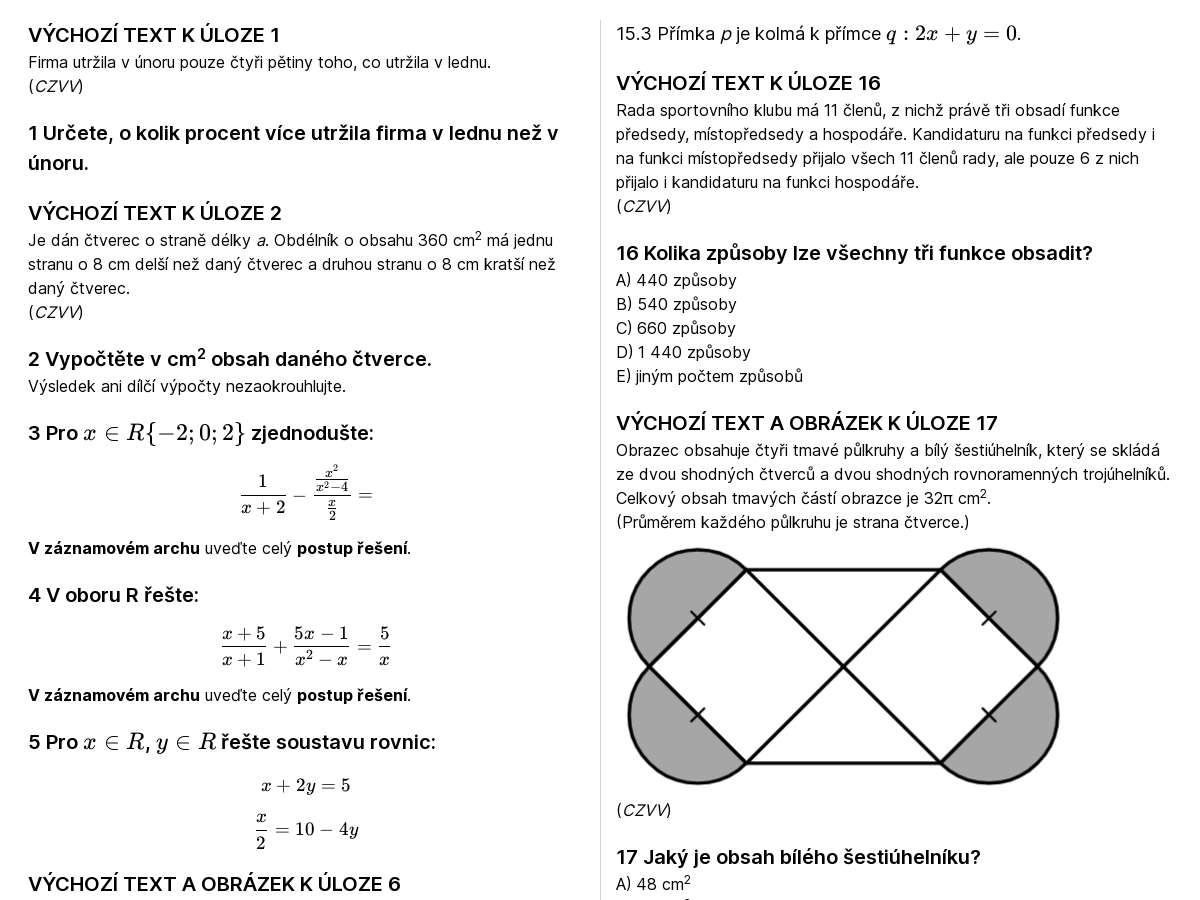 VÝCHOZÍ TEXT K ÚLOZE 1
Firma utržila v únoru pouze čtyři pětiny toho, co utržila v lednu.
(CZVV)
1 Určete, o kolik procent více utržila firma v lednu než v
únoru.
VÝCHOZÍ TEXT K ÚLOZE 2
Je dán čtverec o straně délky a. Obdélník o obsahu 360 cm² má jednu
stranu o 8 cm delší než daný čtverec a druhou stranu o 8 cm kratší než
daný čtverec.
(CZVV)
2 Vypočtěte v cm² obsah daného čtverce.
Výsledek ani dílčí výpočty nezaokrouhlujte.
3 Pro x ∈ R{−2; 0; 2} zjednodušte:
\frac{1}{x+2} − \frac{\frac{x^2}{x^2−4}}{\frac{x}{2}} =
V záznamovém archu uveďte celý postup řešení.
4 V oboru R řešte:
\frac{x+5}{x+1} + \frac{5x−1}{x^2−x} = \frac{5}{x}
V záznamovém archu uveďte celý postup řešení.
5 Pro x ∈ R, y ∈ R řešte soustavu rovnic:
x + 2y = 5
\frac{x}{2} = 10 − 4y
VÝCHOZÍ TEXT A OBRÁZEK K ÚLOZE 6
15.3 Přímka p je kolmá k přímce q : 2x + y = 0.
VÝCHOZÍ TEXT K ÚLOZE 16
Rada sportovního klubu má 11 členů, z nichž právě tři obsadí funkce
předsedy, místopředsedy a hospodáře. Kandidaturu na funkci předsedy i
na funkci místopředsedy přijalo všech 11 členů rady, ale pouze 6 z nich
přijalo i kandidaturu na funkci hospodáře.
(CZVV)
16 Kolika způsoby lze všechny tři funkce obsadit?
A) 440 způsoby
B) 540 způsoby
C) 660 způsoby
D) 1 440 způsoby
E) jiným počtem způsobů
VÝCHOZÍ TEXT A OBRÁZEK K ÚLOZE 17
Obrazec obsahuje čtyři tmavé půlkruhy a bílý šestiúhelník, který se skládá
ze dvou shodných čtverců a dvou shodných rovnoramenných trojúhelníků.
Celkový obsah tmavých částí obrazce je 32π cm².
(Průměrem každého půlkruhu je strana čtverce.)
(CZVV)
17 Jaký je obsah bílého šestiúhelníku?
A) 48 cm²